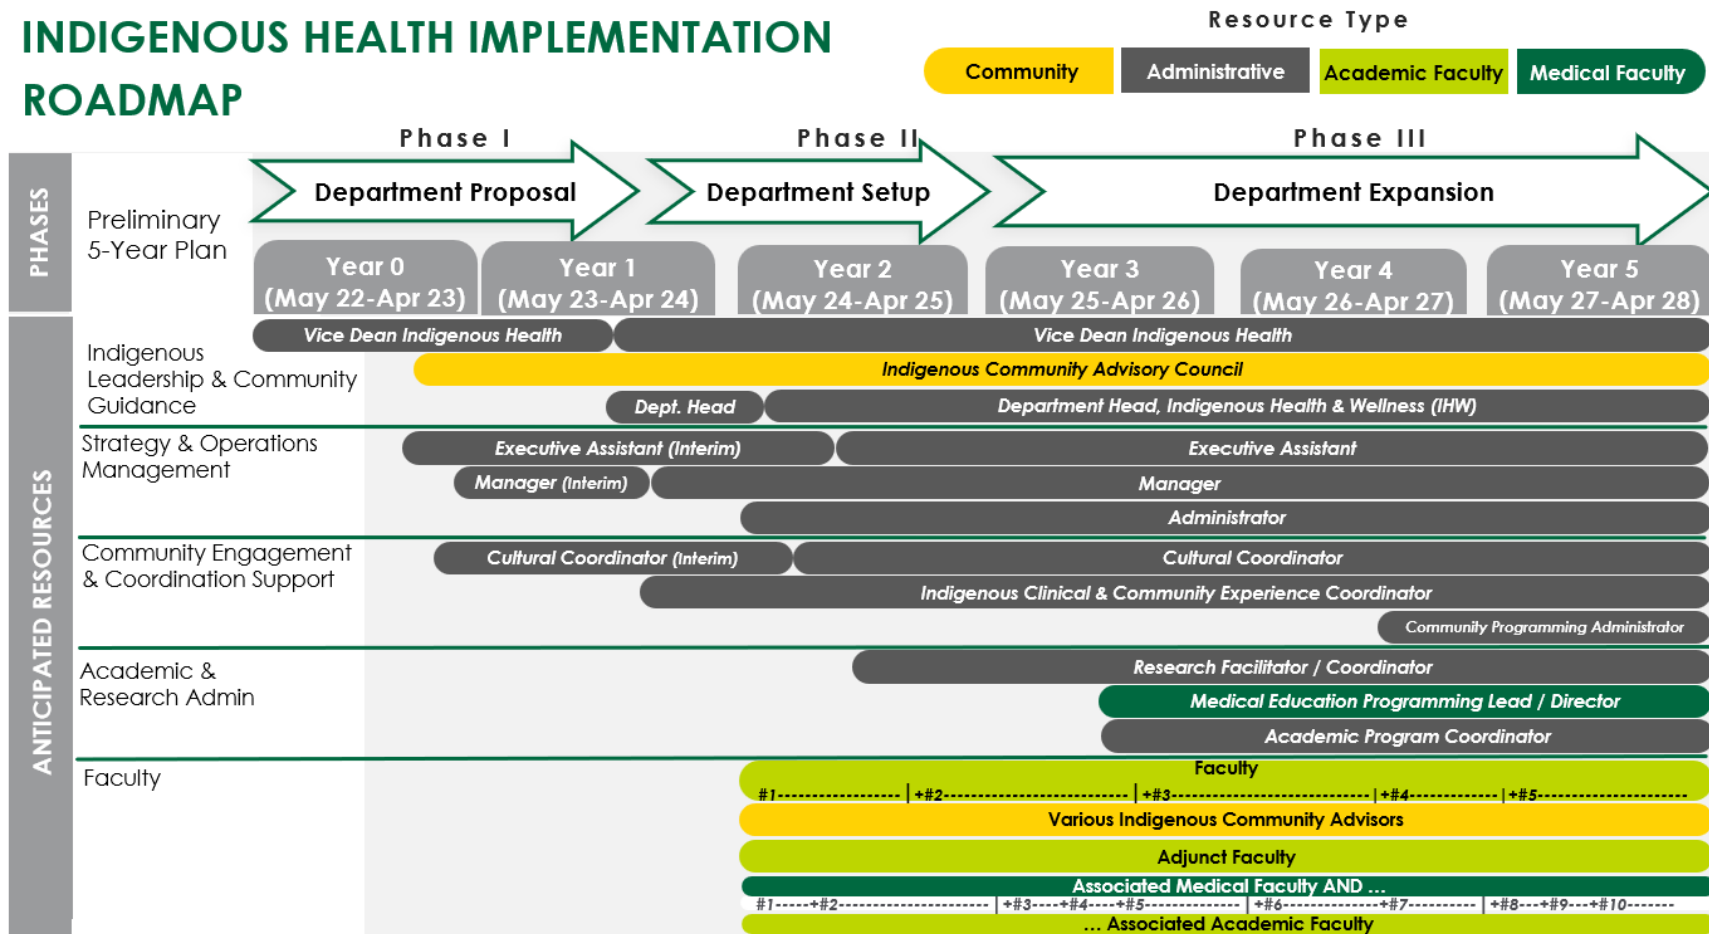 INDIGENOUS HEALTH IMPLEMENTATION
ROADMAP
Resource Type
Community
Administrative
Academic Faculty
Medical Faculty
Phase I
Phase II
Phase III
PHASES
Preliminary
5-Year Plan
Department Proposal
Department Setup
Department Expansion
Year 0
(May 22-Apr 23)
Year 1
(May 23-Apr 24)
Year 2
(May 24-Apr 25)
Year 3
(May 25-Apr 26)
Year 4
(May 26-Apr 27)
Year 5
(May 27-Apr 28)
ANTICIPATED RESOURCES
Indigenous
Leadership & Community
Guidance
Vice Dean Indigenous Health
Vice Dean Indigenous Health
Indigenous Community Advisory Council
Dept. Head
Department Head, Indigenous Health & Wellness (IHW)
Strategy & Operations
Management
Executive Assistant (Interim)
Executive Assistant
Manager (Interim)
Manager
Administrator
Community Engagement
& Coordination Support
Cultural Coordinator (Interim)
Cultural Coordinator
Indigenous Clinical & Community Experience Coordinator
Community Programming Administrator
Academic &
Research Admin
Research Facilitator / Coordinator
Medical Education Programming Lead / Director
Academic Program Coordinator
Faculty
Faculty
#1------------------|+#2---------------------------|+#3-----------------------------|+#4-------------|+#5----------------------
Various Indigenous Community Advisors
Adjunct Faculty
Associated Medical Faculty AND ...
#1-----+#2----------------------|+#3----+#4----+#5--------------|+#6--------------+#7----------|+#8---+#9---+#10-------
... Associated Academic Faculty